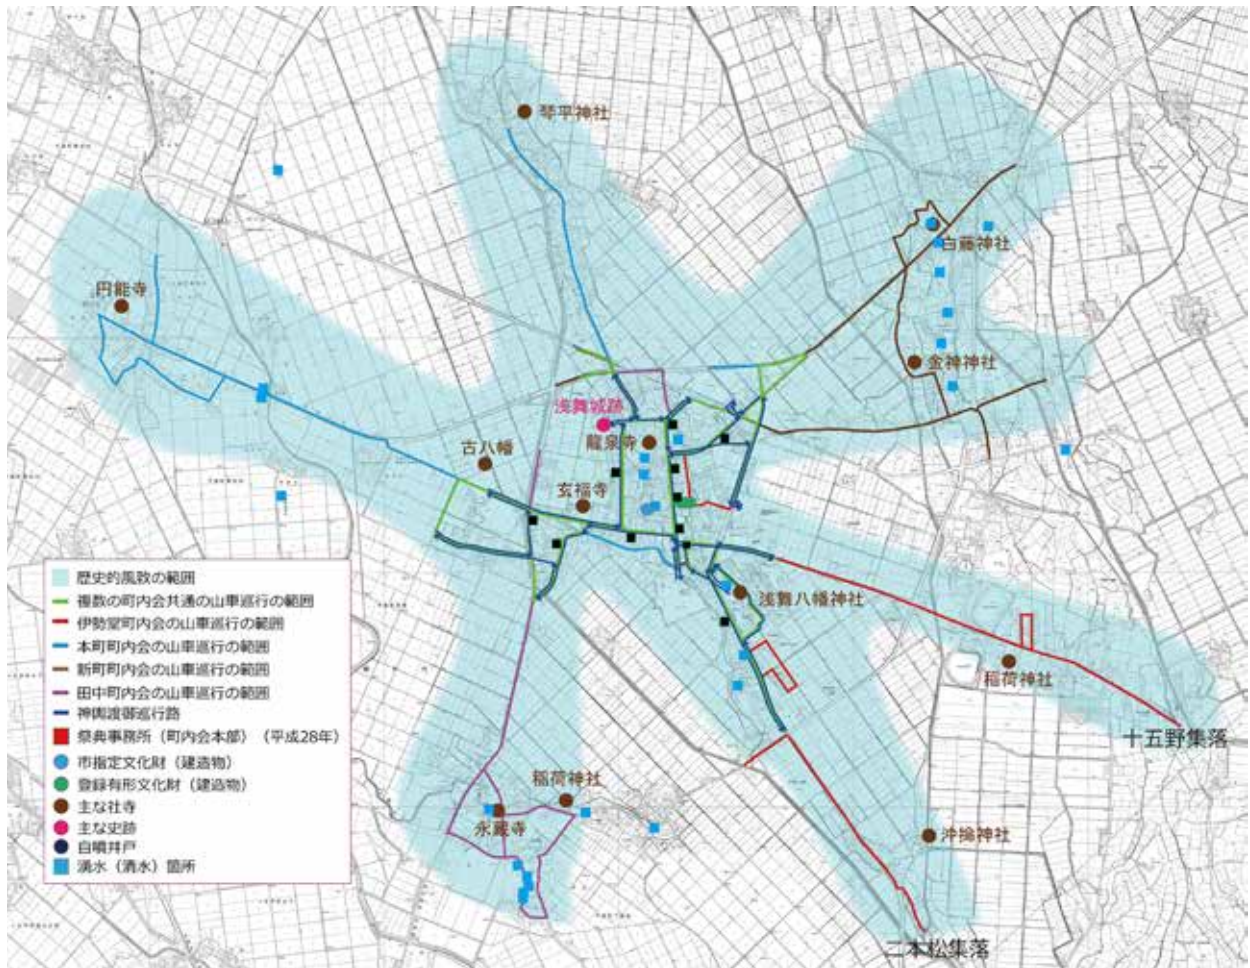 琴平神社
白藤神社
円能寺
金神神社
浅舞城跡
龍泉寺
古八幡
玄福寺
浅舞八幡神社
稲荷神社
十五野集落
稲荷神社
永蔵寺
沖掵神社
二本松集落
歴史的風致の範囲
複数の町内会共通の山車巡行の範囲
伊勢堂町内会の山車巡行の範囲
本町町内会の山車巡行の範囲
新町町内会の山車巡行の範囲
田中町内会の山車巡行の範囲
神輿渡御巡行路
祭典事務所（町内会本部）（平成28年）
市指定文化財（建造物）
登録有形文化財（建造物）
主な社寺
主な史跡
自噴井戸
湧水（清水）箇所